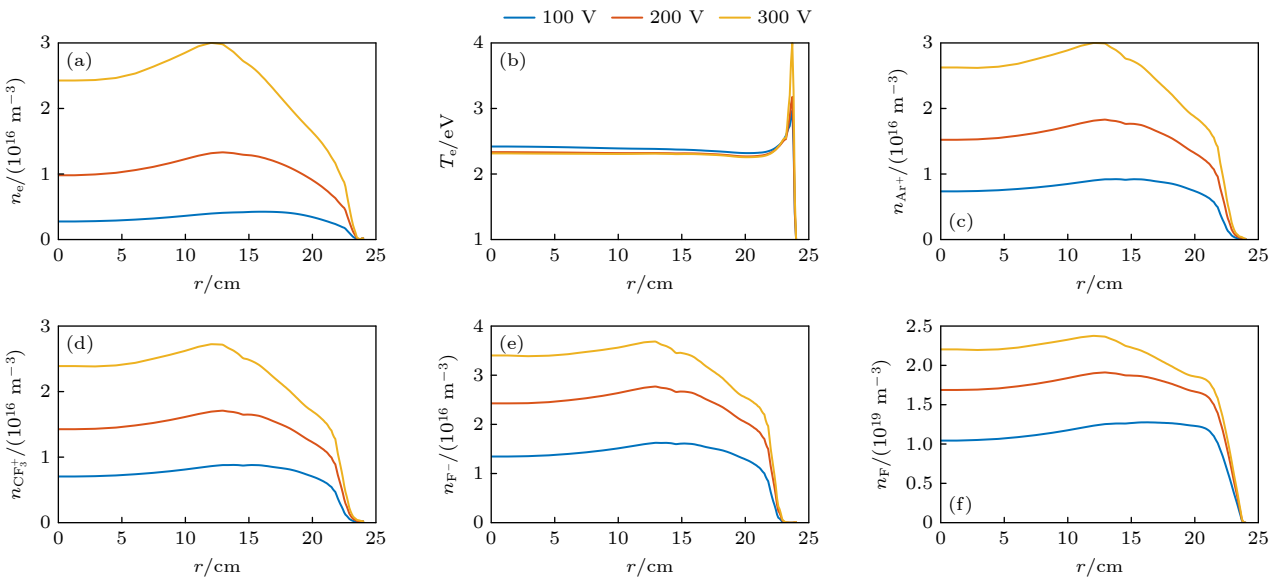 100 V 200 V 300 V
(a)
n_e/(10^16 m^−3)
3
2
1
0
0 5 10 15 20 25
r/cm
(b)
T_e/eV
4
3
2
1
0 5 10 15 20 25
r/cm
(c)
n_Ar^+/(10^16 m^−3)
3
2
1
0
0 5 10 15 20 25
r/cm
(d)
n_CF_3^+/(10^16 m^−3)
3
2
1
0
0 5 10 15 20 25
r/cm
(e)
n_F^−/(10^16 m^−3)
4
3
2
1
0
0 5 10 15 20 25
r/cm
(f)
n_F/(10^19 m^−3)
2.5
2.0
1.5
1.0
0.5
0
0 5 10 15 20 25
r/cm